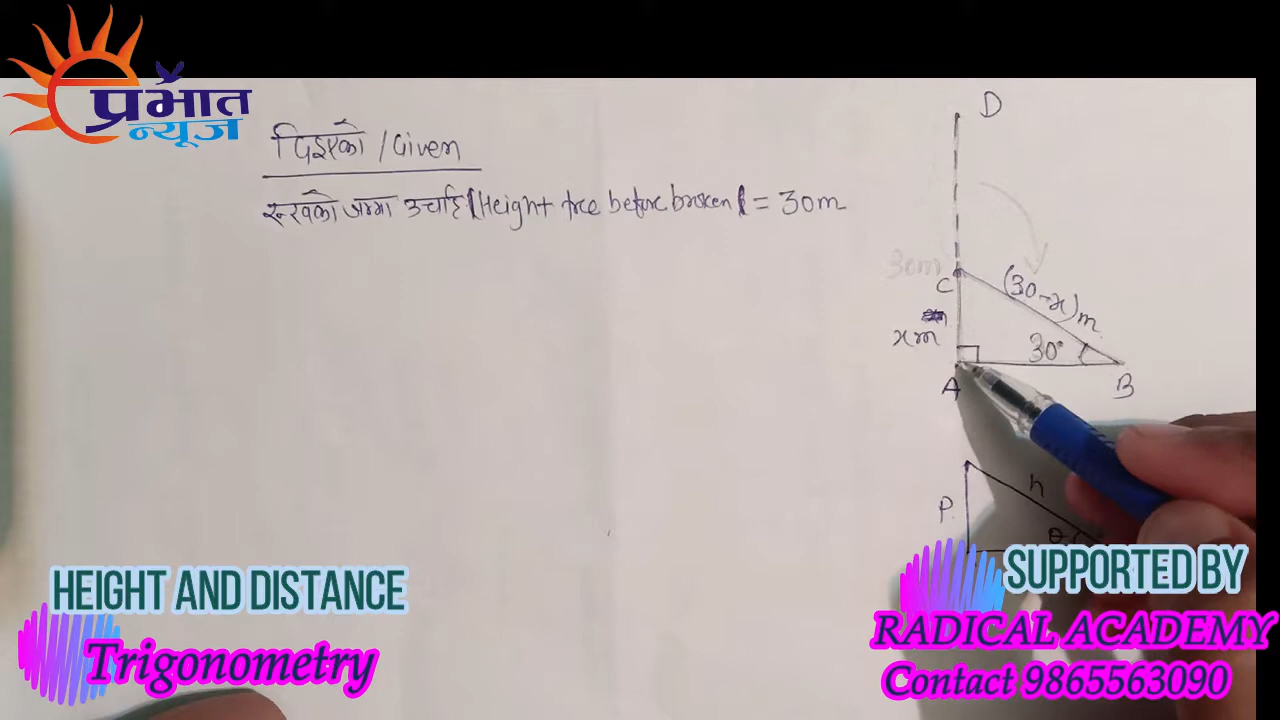 प्रभात
न्यूज
दिइएको / Given
रुखको जम्मा उचाई (Height tree before broken) = 30m
D
30m
C
(30-x)m
xm
30°
A
B
P
h
θ
HEIGHT AND DISTANCE
Trigonometry
SUPPORTED BY
RADICAL ACADEMY
Contact 9865563090